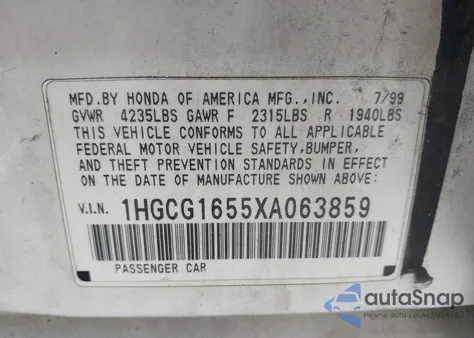 MFD.BY HONDA OF AMERICA MFG.,INC. 7/99
GVWR 4235LBS GAWR F 2315LBS R 1940LBS
THIS VEHICLE CONFORMS TO ALL APPLICABLE
FEDERAL MOTOR VEHICLE SAFETY,BUMPER,
AND THEFT PREVENTION STANDARDS IN EFFECT
ON THE DATE OF MANUFACTURE SHOWN ABOVE:
V.I.N. 1HGCG1655XA063859
PASSENGER CAR
autoSnap